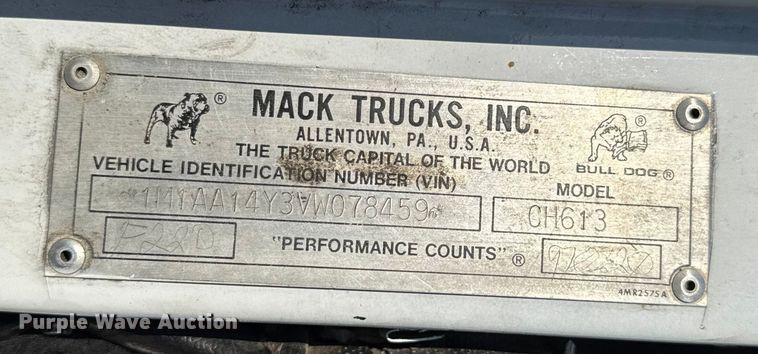 MACK TRUCKS, INC.
ALLENTOWN, PA., U.S.A.
THE TRUCK CAPITAL OF THE WORLD
BULL DOG ®
VEHICLE IDENTIFICATION NUMBER (VIN)
MODEL
*1M1AA14Y3VW078459*
CH613
"PERFORMANCE COUNTS" ®
4MR2575A
Purple Wave Auction